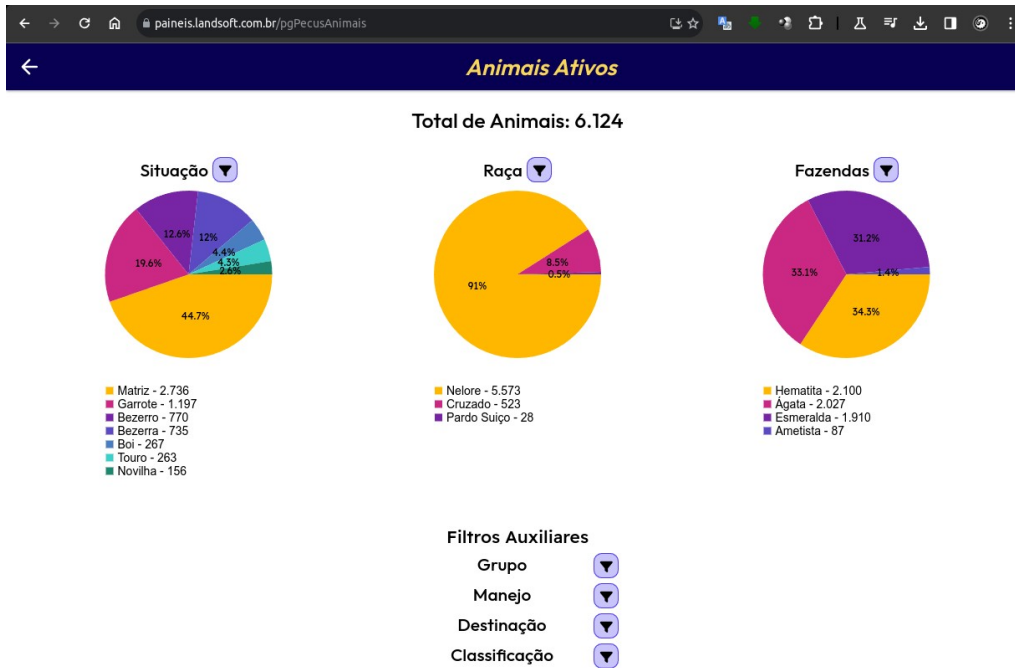 paineis.landsoft.com.br/pgPecusAnimais
Animais Ativos
Total de Animais: 6.124
Situação
12.6%
12%
4.4%
4.3%
2.6%
19.6%
44.7%
Matriz - 2.736
Garrote - 1.197
Bezerro - 770
Bezerra - 735
Boi - 267
Touro - 263
Novilha - 156
Raça
8.5%
0.5%
91%
Nelore - 5.573
Cruzado - 523
Pardo Suiço - 28
Fazendas
31.2%
33.1%
1.4%
34.3%
Hematita - 2.100
Ágata - 2.027
Esmeralda - 1.910
Ametista - 87
Filtros Auxiliares
Grupo
Manejo
Destinação
Classificação